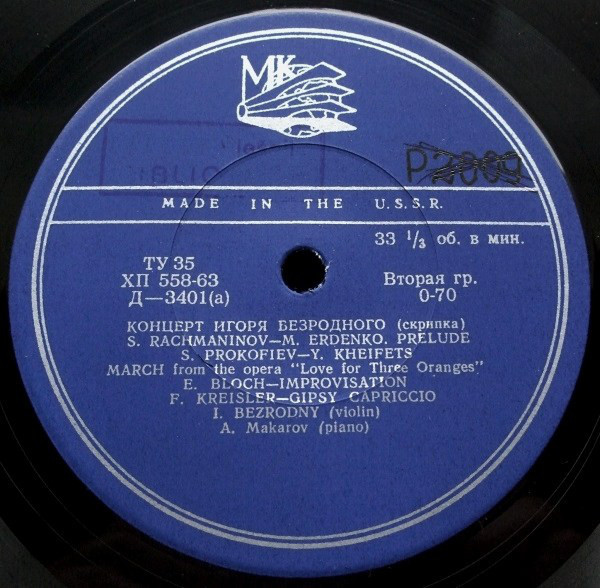 МК
MADE IN THE U.S.S.R.
33 1/3 об. в мин.
ТУ 35
ХП 558-63
Д—3401(а)
Вторая гр.
0-70
КОНЦЕРТ ИГОРЯ БЕЗРОДНОГО (скрипка)
S. RACHMANINOV—M. ERDENKO. PRELUDE
S. PROKOFIEV—Y. KHEIFETS
MARCH from the opera "Love for Three Oranges"
E. BLOCH—IMPROVISATION
F. KREISLER—GIPSY CAPRICCIO
I. BEZRODNY (violin)
A. Makarov (piano)